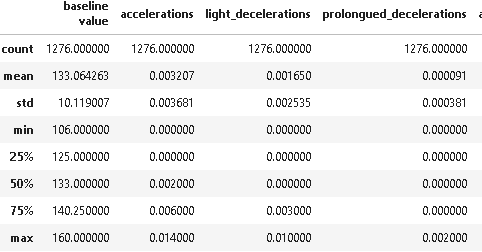 baseline value accelerations light_decelerations prolongued_decelerations a
count 1276.000000 1276.000000 1276.000000 1276.000000
mean 133.064263 0.003207 0.001650 0.000091
std 10.119007 0.003681 0.002535 0.000381
min 106.000000 0.000000 0.000000 0.000000
25% 125.000000 0.000000 0.000000 0.000000
50% 133.000000 0.002000 0.000000 0.000000
75% 140.250000 0.006000 0.003000 0.000000
max 160.000000 0.014000 0.010000 0.002000